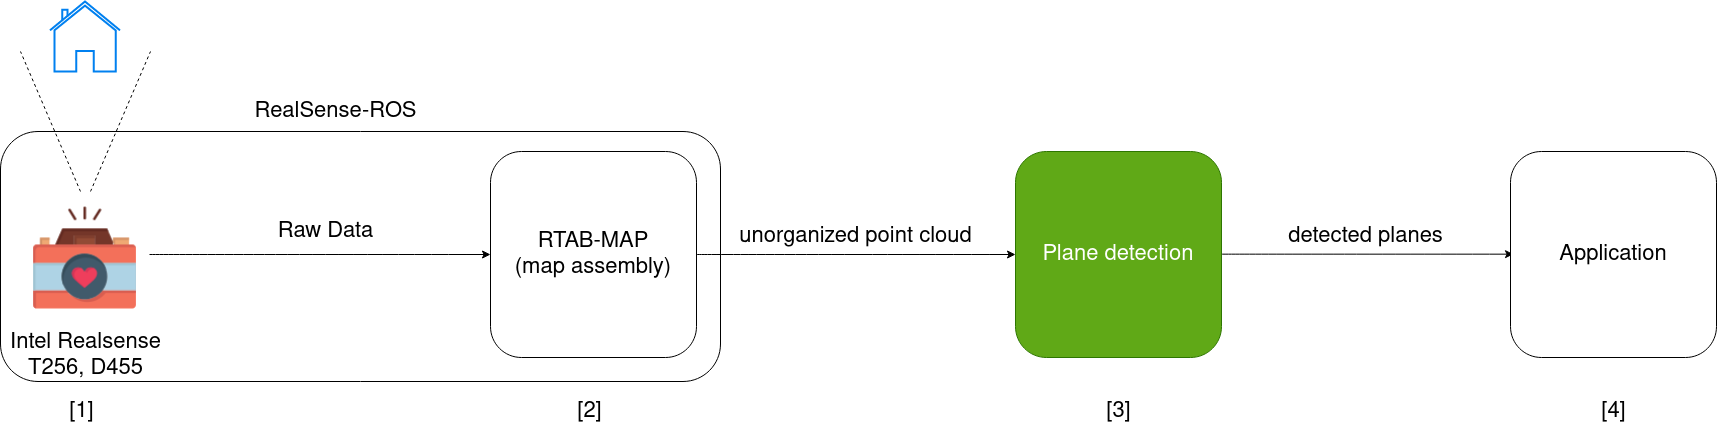 RealSense-ROS
Raw Data
RTAB-MAP
(map assembly)
unorganized point cloud
Plane detection
detected planes
Application
Intel Realsense
T256, D455
[1]
[2]
[3]
[4]